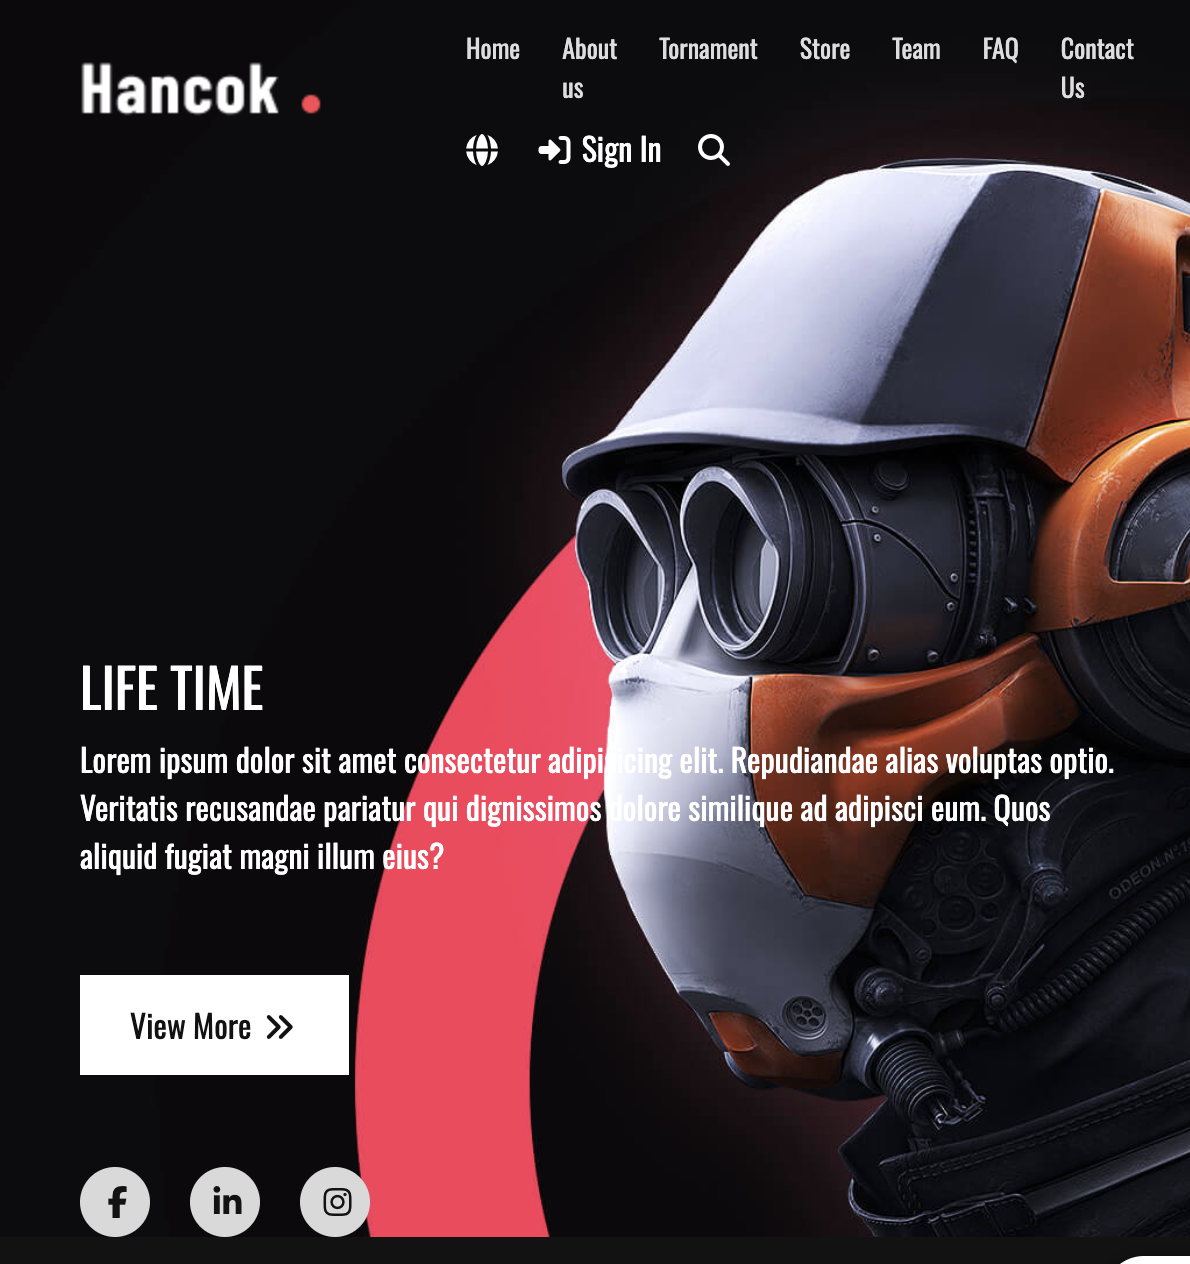 Hancok
Home About us Tornament Store Team FAQ Contact Us
Sign In
LIFE TIME
Lorem ipsum dolor sit amet consectetur adipisicing elit. Repudiandae alias voluptas optio.
Veritatis recusandae pariatur qui dignissimos dolore similique ad adipisci eum. Quos
aliquid fugiat magni illum eius?
ODEON.N°
View More
f
in